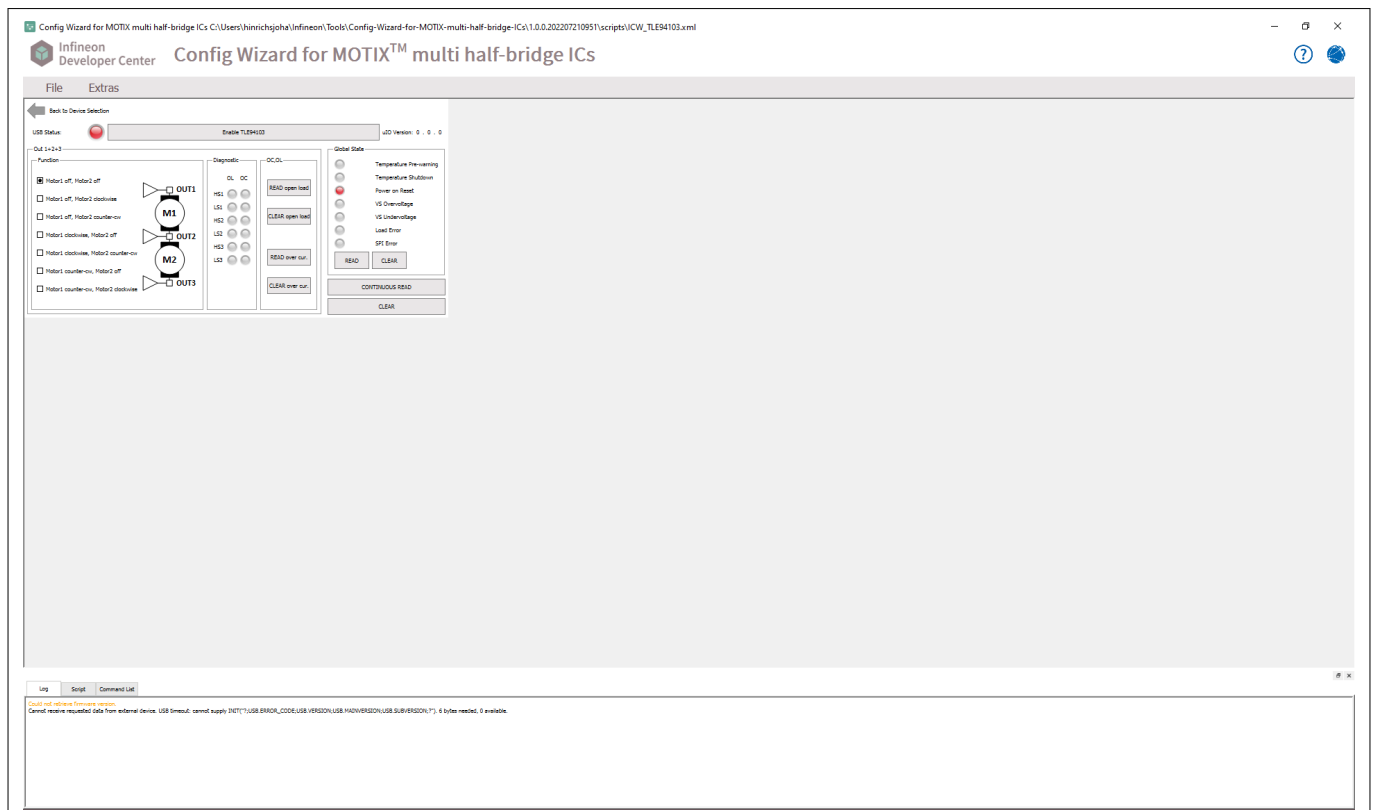 Config Wizard for MOTIX multi half-bridge ICs C:\Users\hinrichsjoha\Infineon\Tools\Config-Wizard-for-MOTIX-multi-half-bridge-ICs\1.0.0.202207210951\scripts\ICW_TLE94103.xml
Infineon
Developer Center
Config Wizard for MOTIX™ multi half-bridge ICs
File Extras
Back to Device Selection
USB Status: Enable TLE94103 uIO Version: 0 . 0 . 0
Out 1+2+3
Function
Motor1 off, Motor2 off
Motor1 off, Motor2 clockwise
Motor1 off, Motor2 counter-cw
Motor1 clockwise, Motor2 off
Motor1 clockwise, Motor2 counter-cw
Motor1 counter-cw, Motor2 off
Motor1 counter-cw, Motor2 clockwise
OUT1
M1
OUT2
M2
OUT3
Diagnostic
OL OC
HS1
LS1
HS2
LS2
HS3
LS3
OC,OL
READ open load
CLEAR open load
READ over cur.
CLEAR over cur.
Global State
Temperature Pre-warning
Temperature Shutdown
Power on Reset
VS Overvoltage
VS Undervoltage
Load Error
SPI Error
READ CLEAR
CONTINUOUS READ
CLEAR
Log Script Command List
Could not retrieve firmware version.
Cannot receive requested data from external device. USB timeout: cannot supply INIT("?;USB.ERROR_CODE;USB.VERSION;USB.MAINVERSION;USB.SUBVERSION;?"). 6 bytes needed, 0 available.